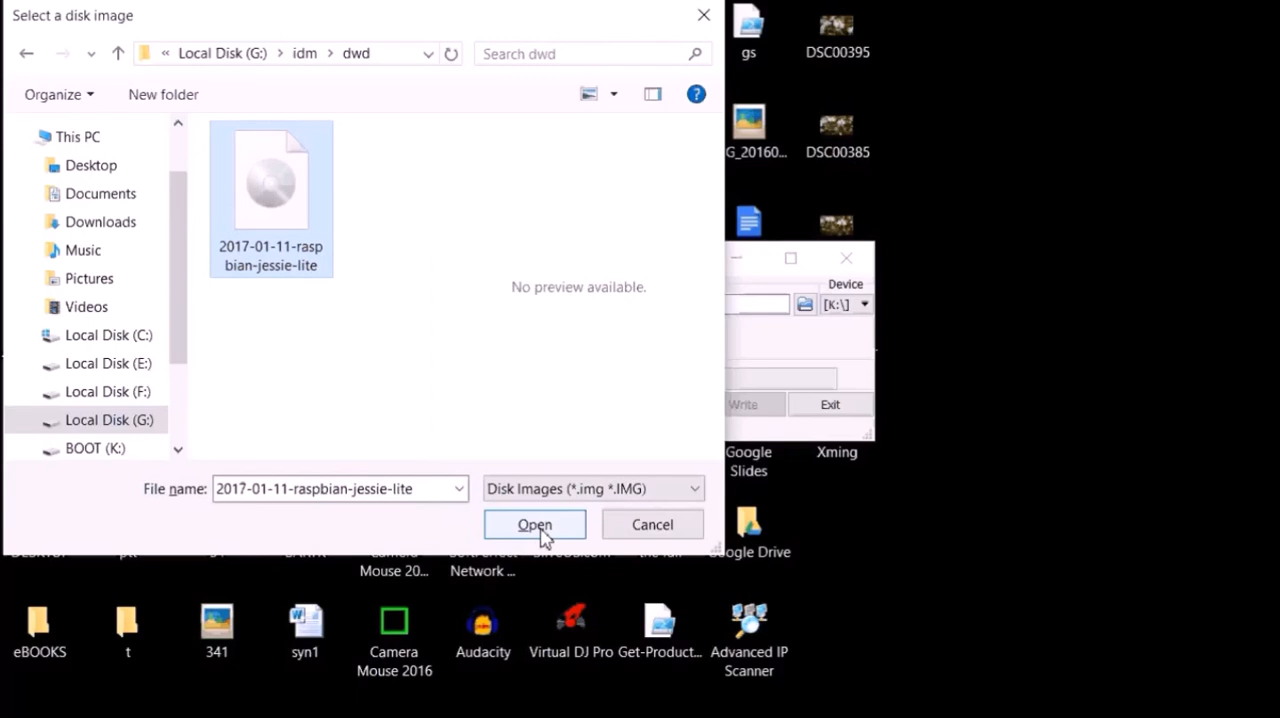 Select a disk image
« Local Disk (G:) > idm > dwd
Search dwd
Organize
New folder
This PC
Desktop
Documents
Downloads
Music
Pictures
Videos
Local Disk (C:)
Local Disk (E:)
Local Disk (F:)
Local Disk (G:)
BOOT (K:)
2017-01-11-rasp
bian-jessie-lite
No preview available.
File name: 2017-01-11-raspbian-jessie-lite
Disk Images (*.img *.IMG)
Open
Cancel
gs
DSC00395
G_20160...
DSC00385
Device
[K:\]
Write
Exit
Google
Slides
Xming
Google Drive
Camera
Mouse 20...
Network ...
eBOOKS
t
341
syn1
Camera
Mouse 2016
Audacity
Virtual DJ Pro
Get-Product...
Advanced IP
Scanner